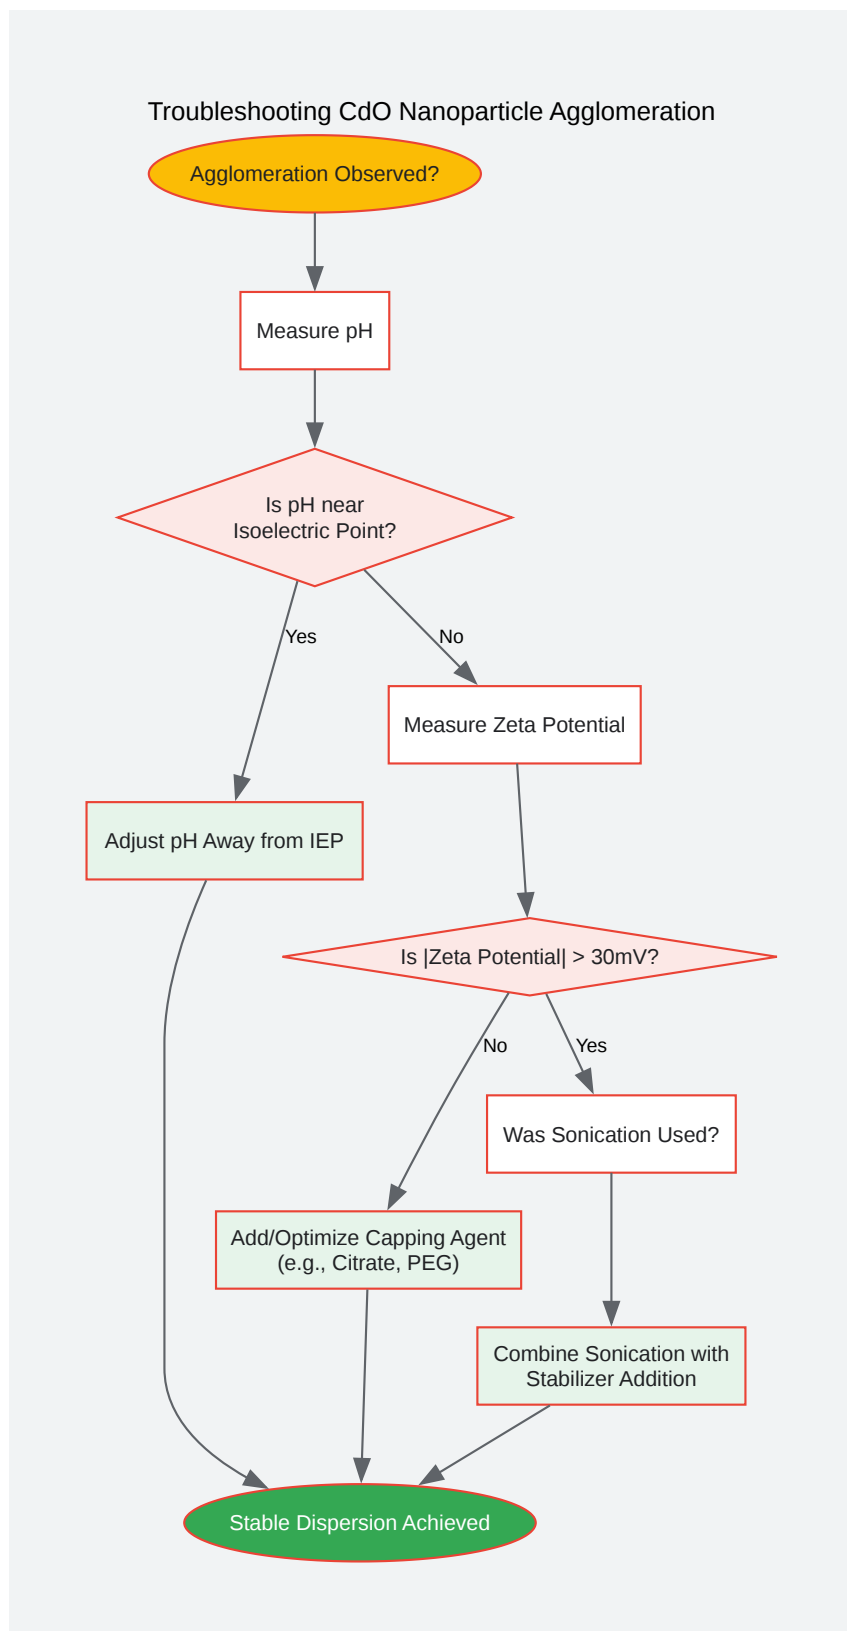 Troubleshooting CdO Nanoparticle Agglomeration
Agglomeration Observed?
Measure pH
Is pH near
Isoelectric Point?
Yes
No
Measure Zeta Potential
Adjust pH Away from IEP
Is |Zeta Potential| > 30mV?
No
Yes
Was Sonication Used?
Add/Optimize Capping Agent
(e.g., Citrate, PEG)
Combine Sonication with
Stabilizer Addition
Stable Dispersion Achieved